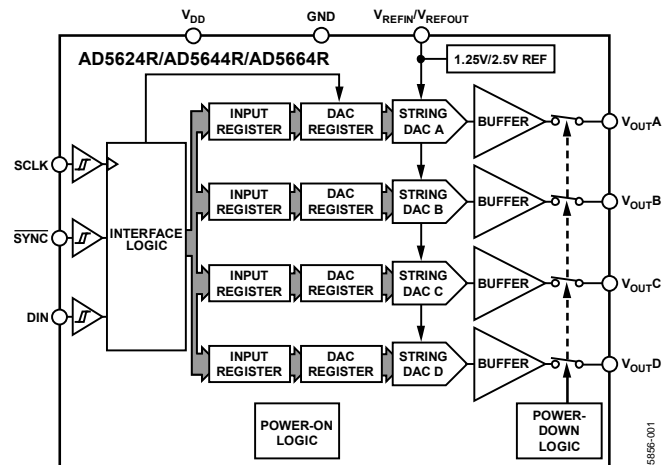 VDD
GND
VREFIN/VREFOUT
AD5624R/AD5644R/AD5664R
1.25V/2.5V REF
INPUT
REGISTER
DAC
REGISTER
STRING
DAC A
BUFFER
VOUTA
SCLK
INPUT
REGISTER
DAC
REGISTER
STRING
DAC B
BUFFER
VOUTB
SYNC
INTERFACE
LOGIC
INPUT
REGISTER
DAC
REGISTER
STRING
DAC C
BUFFER
VOUTC
DIN
INPUT
REGISTER
DAC
REGISTER
STRING
DAC D
BUFFER
VOUTD
POWER-ON
LOGIC
POWER-
DOWN
LOGIC
5856-001